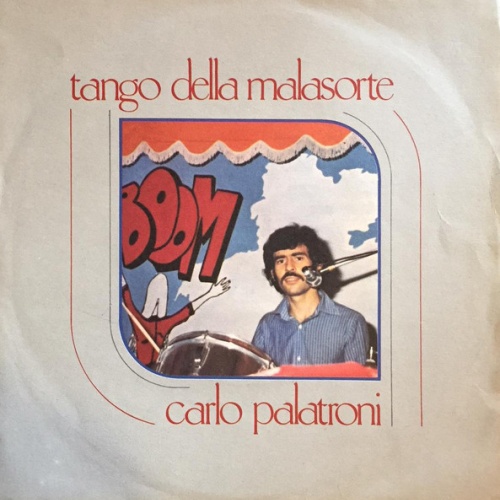 tango della malasorte
BOOM
carlo palatroni